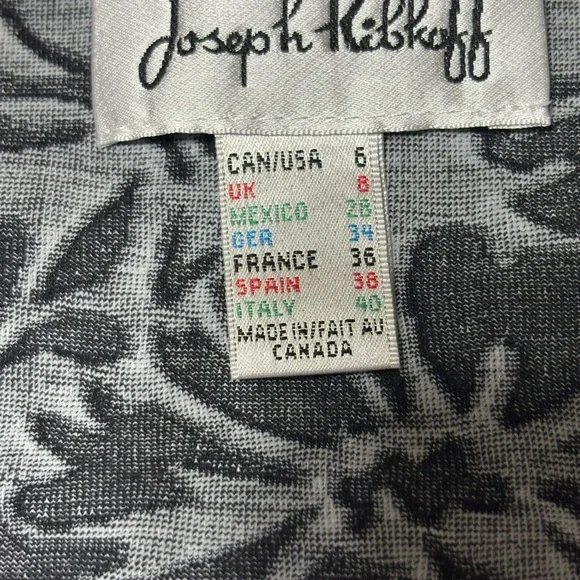 Joseph Ribkoff
CAN/USA 6
UK 8
MEXICO 28
GER 34
FRANCE 36
SPAIN 38
ITALY 40
MADE IN/FAIT AU
CANADA